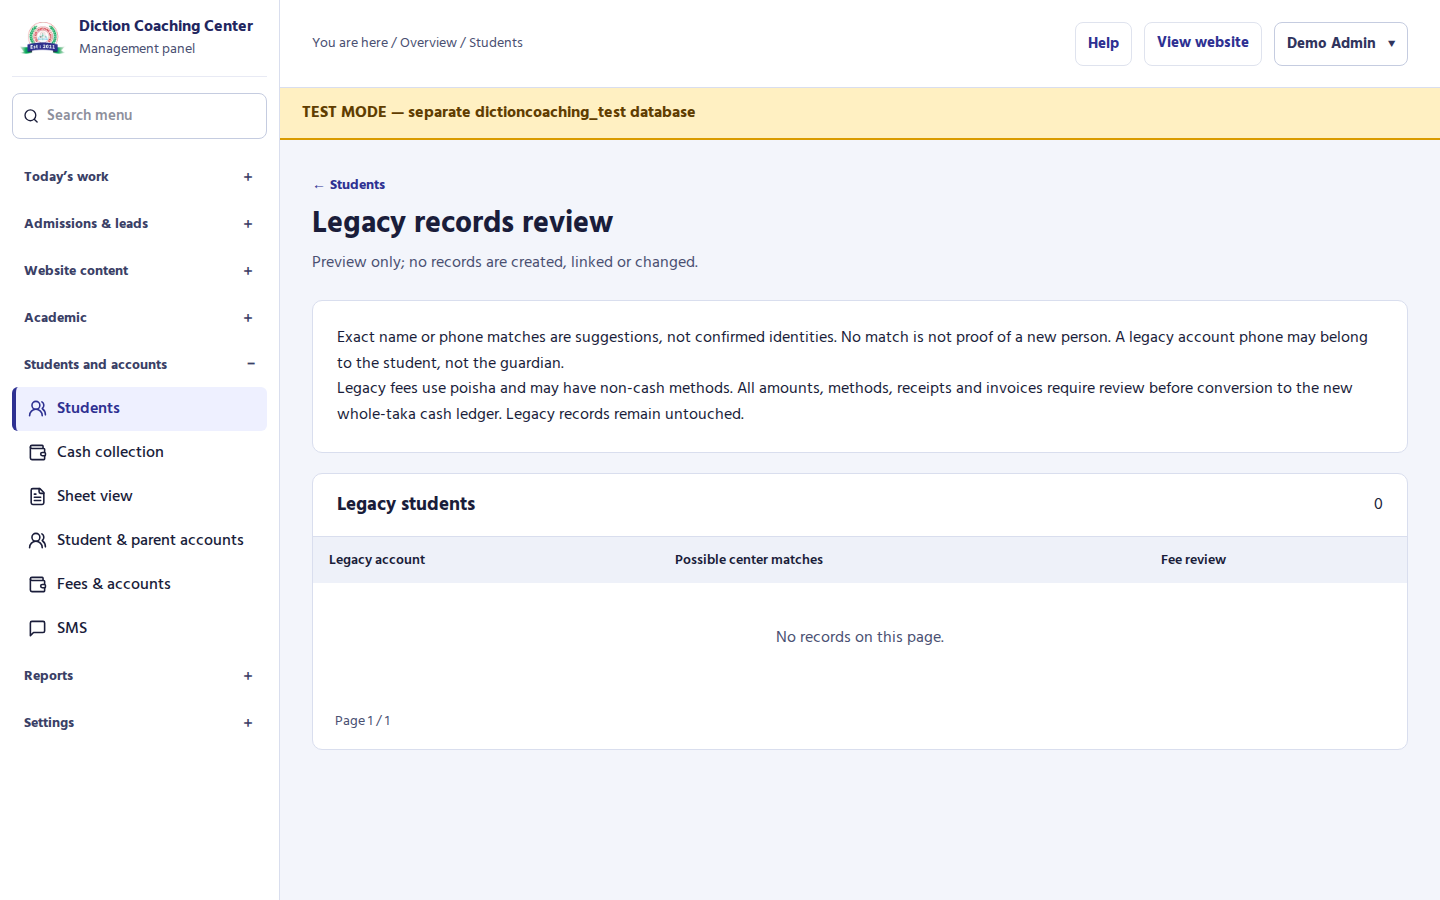 Diction Coaching Center
Management panel
Search menu
Today’s work +
Admissions & leads +
Website content +
Academic +
Students and accounts −
Students
Cash collection
Sheet view
Student & parent accounts
Fees & accounts
SMS
Reports +
Settings +
You are here / Overview / Students
Help
View website
Demo Admin ▾
TEST MODE — separate dictioncoaching_test database
← Students
Legacy records review
Preview only; no records are created, linked or changed.
Exact name or phone matches are suggestions, not confirmed identities. No match is not proof of a new person. A legacy account phone may belong
to the student, not the guardian.
Legacy fees use poisha and may have non-cash methods. All amounts, methods, receipts and invoices require review before conversion to the new
whole-taka cash ledger. Legacy records remain untouched.
Legacy students 0
Legacy account Possible center matches Fee review
No records on this page.
Page 1 / 1